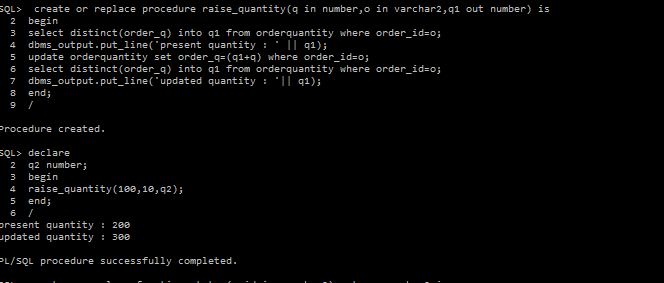 SQL> create or replace procedure raise_quantity(q in number,o in varchar2,q1 out number) is
2 begin
3 select distinct(order_q) into q1 from orderquantity where order_id=o;
4 dbms_output.put_line('present quantity : ' || q1);
5 update orderquantity set order_q=(q1+q) where order_id=o;
6 select distinct(order_q) into q1 from orderquantity where order_id=o;
7 dbms_output.put_line('updated quantity : '|| q1);
8 end;
9 /
Procedure created.
SQL> declare
2 q2 number;
3 begin
4 raise_quantity(100,10,q2);
5 end;
6 /
present quantity : 200
updated quantity : 300
PL/SQL procedure successfully completed.